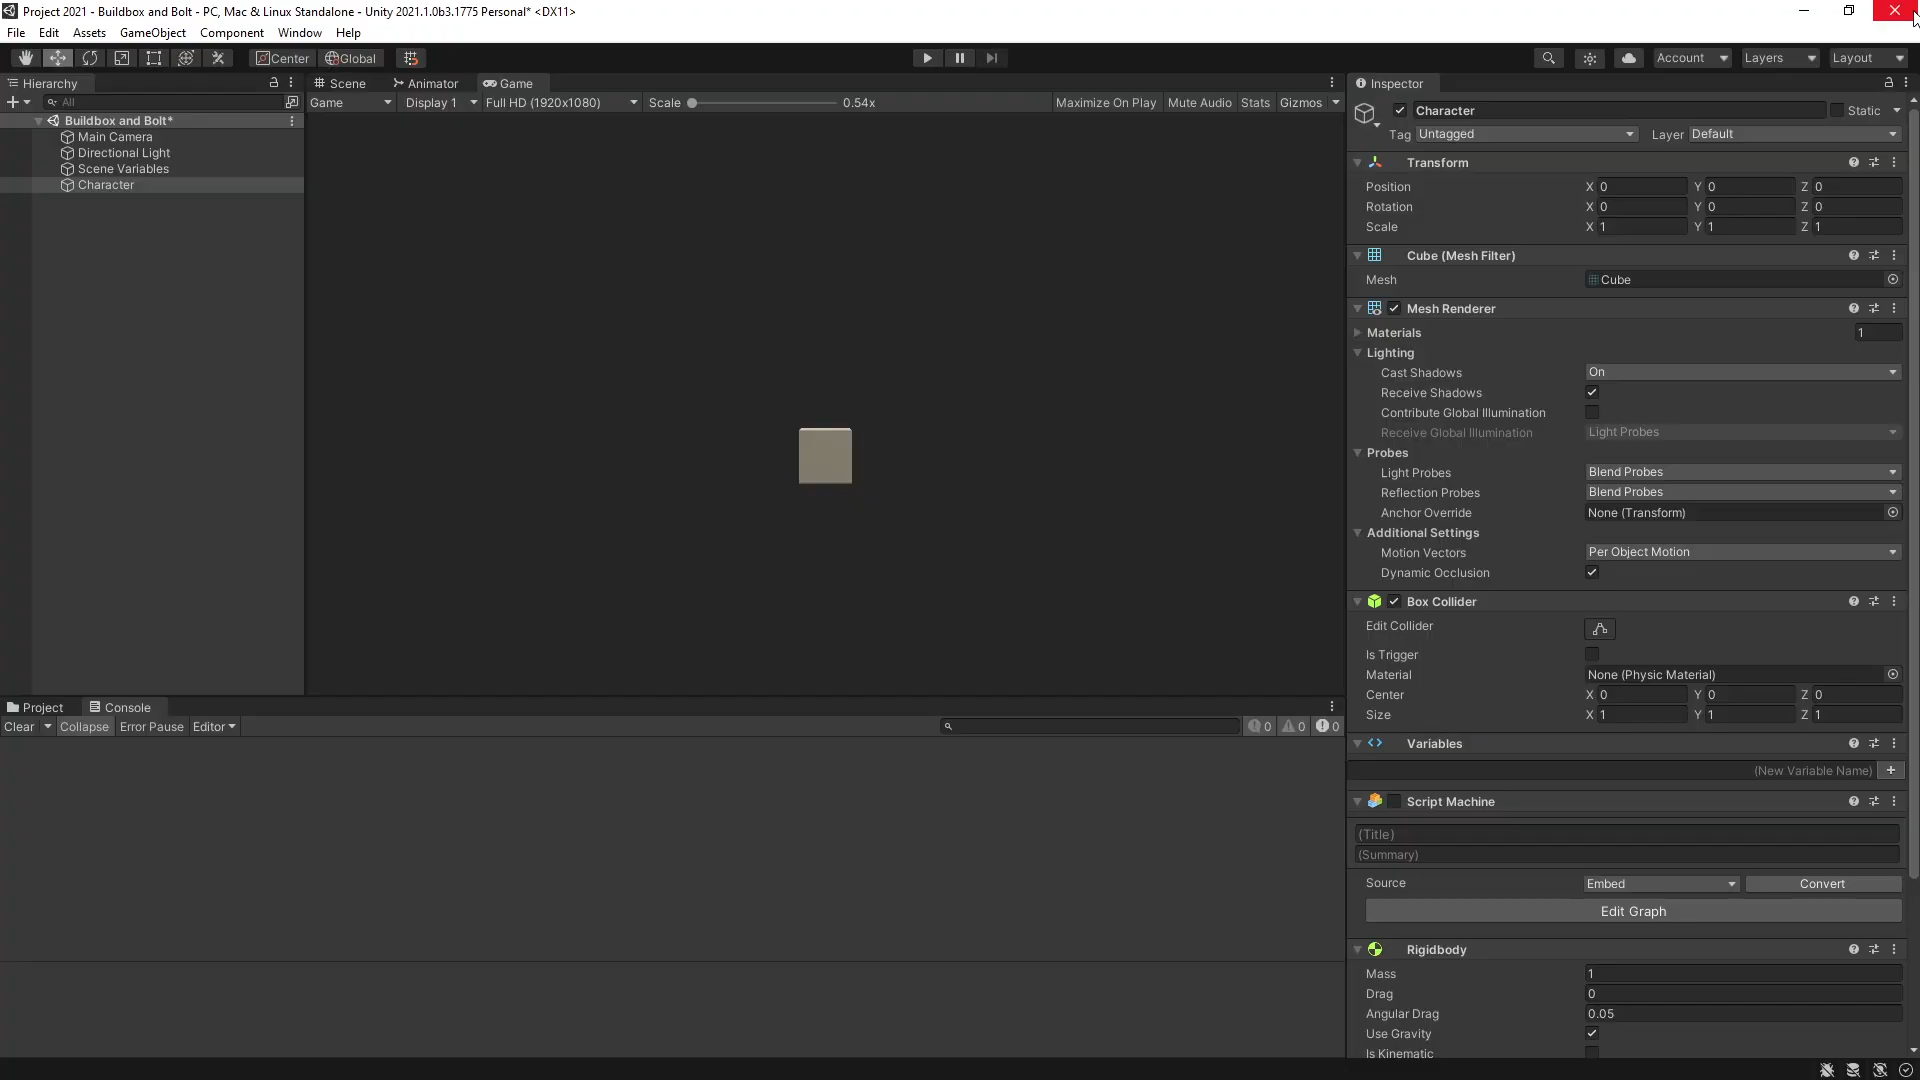 Project 2021 - Buildbox and Bolt - PC, Mac & Linux Standalone - Unity 2021.1.0b3.1775 Personal* <DX11>
File Edit Assets GameObject Component Window Help
Center Global Account Layers Layout
Hierarchy
All
Buildbox and Bolt*
Main Camera
Directional Light
Scene Variables
Character
Scene Animator Game
Game Display 1 Full HD (1920x1080) Scale 0.54x Maximize On Play Mute Audio Stats Gizmos
Project Console
Clear Collapse Error Pause Editor 0 0 0
Inspector
Character Static
Tag Untagged Layer Default
Transform
Position X 0 Y 0 Z 0
Rotation X 0 Y 0 Z 0
Scale X 1 Y 1 Z 1
Cube (Mesh Filter)
Mesh Cube
Mesh Renderer
Materials 1
Lighting
Cast Shadows On
Receive Shadows
Contribute Global Illumination
Receive Global Illumination Light Probes
Probes
Light Probes Blend Probes
Reflection Probes Blend Probes
Anchor Override None (Transform)
Additional Settings
Motion Vectors Per Object Motion
Dynamic Occlusion
Box Collider
Edit Collider
Is Trigger
Material None (Physic Material)
Center X 0 Y 0 Z 0
Size X 1 Y 1 Z 1
Variables
(New Variable Name)
Script Machine
(Title)
(Summary)
Source Embed Convert
Edit Graph
Rigidbody
Mass 1
Drag 0
Angular Drag 0.05
Use Gravity
Is Kinematic